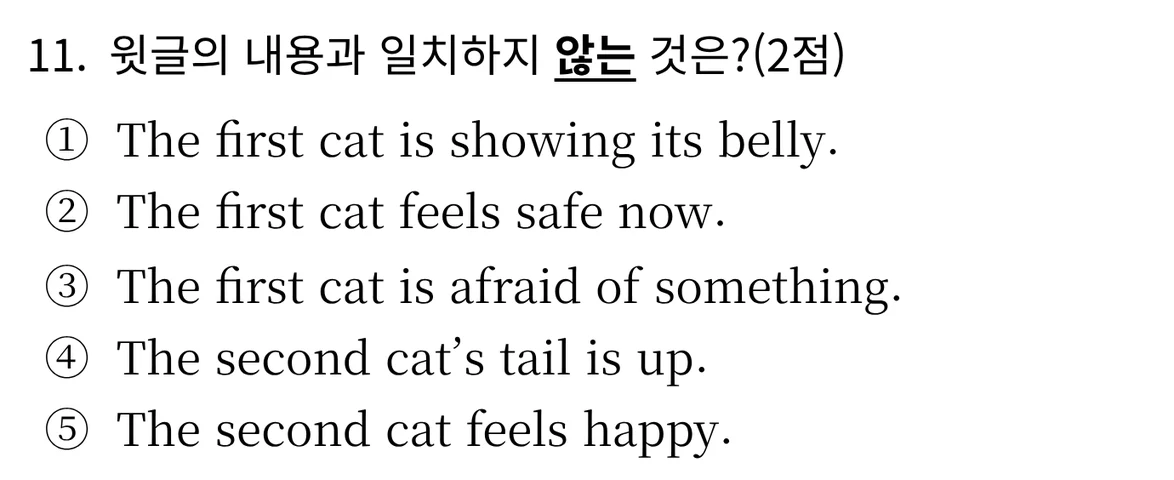 11. 윗글의 내용과 일치하지 않는 것은?(2점)
① The first cat is showing its belly.
② The first cat feels safe now.
③ The first cat is afraid of something.
④ The second cat’s tail is up.
⑤ The second cat feels happy.